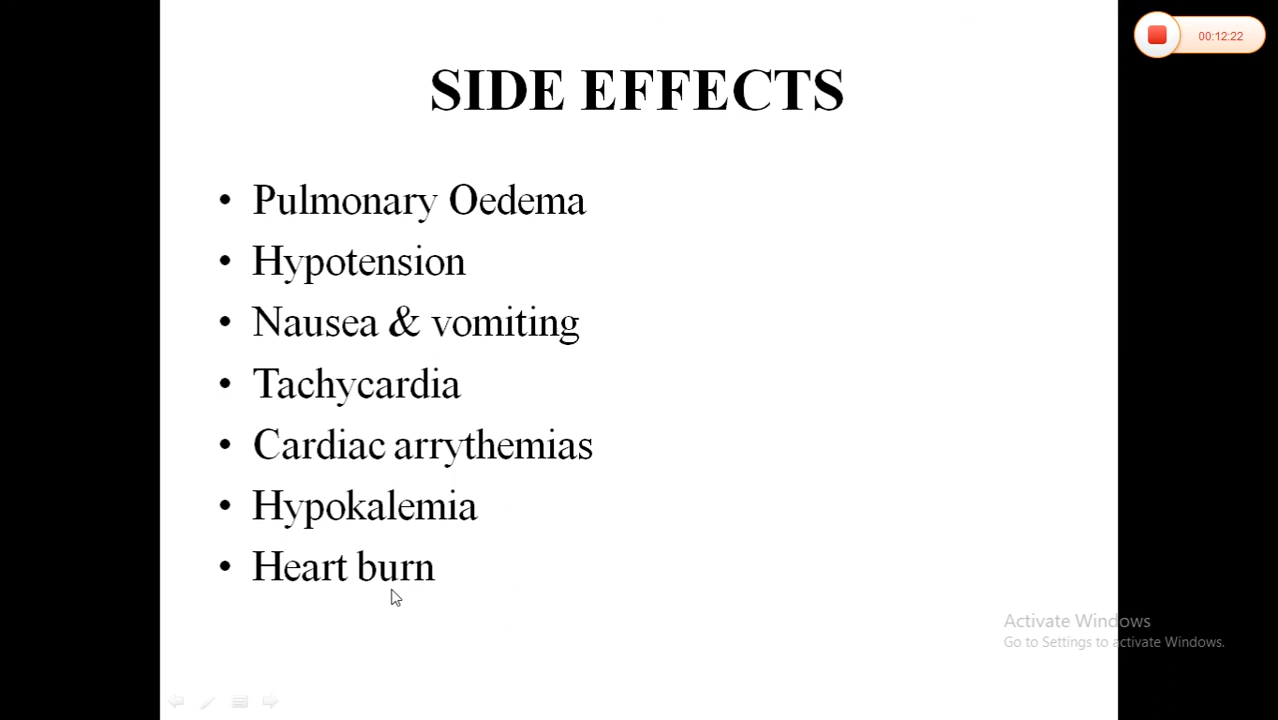 00:12:22
SIDE EFFECTS
• Pulmonary Oedema
• Hypotension
• Nausea & vomiting
• Tachycardia
• Cardiac arrythemias
• Hypokalemia
• Heart burn
Activate Windows
Go to Settings to activate Windows.